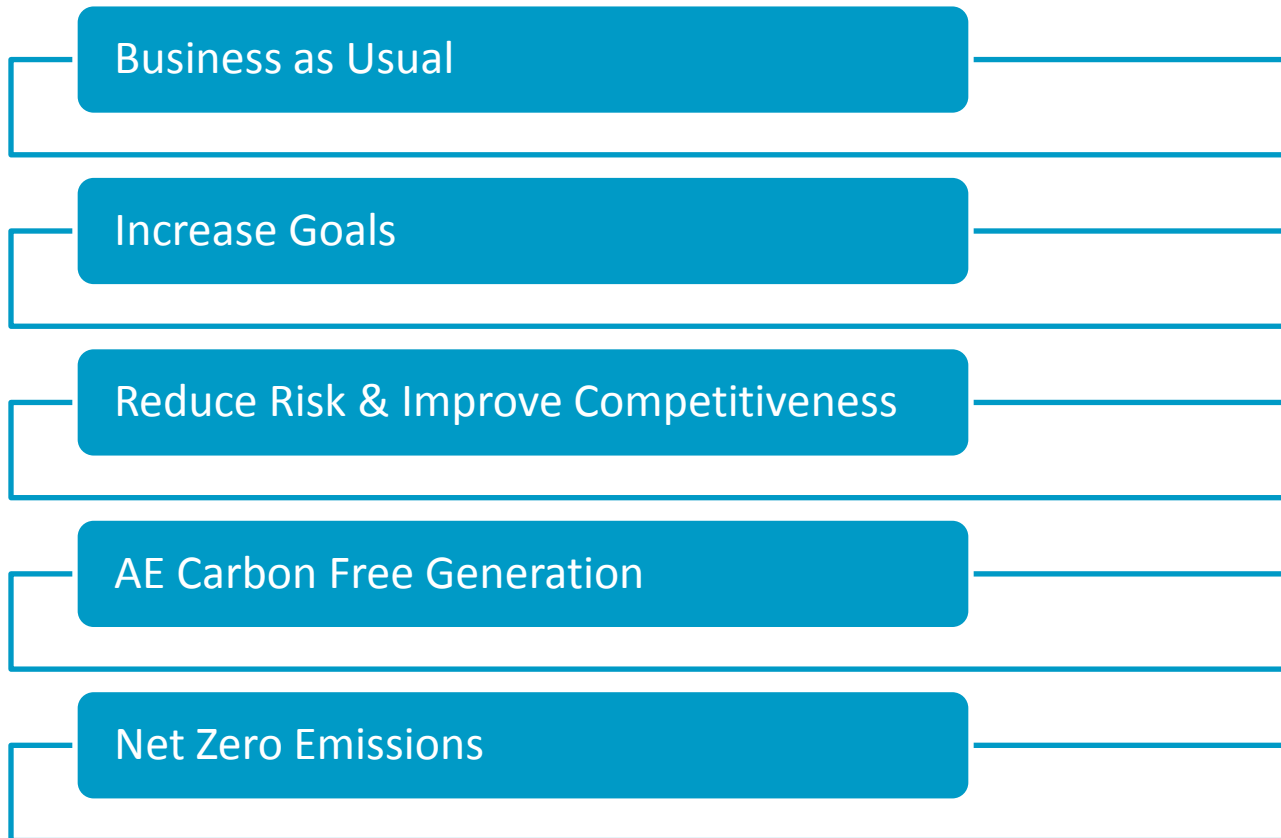 Business as Usual
Increase Goals
Reduce Risk & Improve Competitiveness
AE Carbon Free Generation
Net Zero Emissions